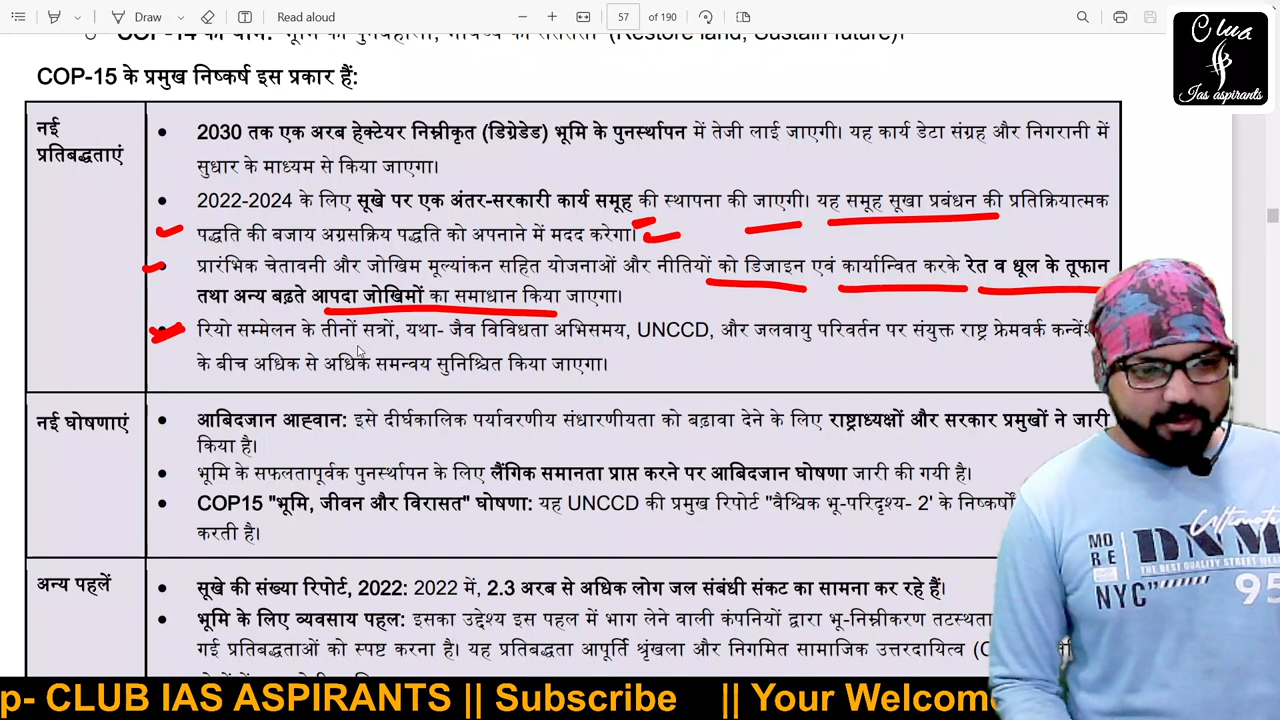 Draw
Read aloud
57 of 190
Club
Ias aspirants
(Restore land, Sustain future)।
COP-15 के प्रमुख निष्कर्ष इस प्रकार हैं:
नई
प्रतिबद्धताएं
2030 तक एक अरब हेक्टेयर निम्नीकृत (डिग्रेडेड) भूमि के पुनर्स्थापन में तेजी लाई जाएगी। यह कार्य डेटा संग्रह और निगरानी में
सुधार के माध्यम से किया जाएगा।
2022-2024 के लिए सूखे पर एक अंतर-सरकारी कार्य समूह की स्थापना की जाएगी। यह समूह सूखा प्रबंधन की प्रतिक्रियात्मक
पद्धति की बजाय अग्रसक्रिय पद्धति को अपनाने में मदद करेगा।
प्रारंभिक चेतावनी और जोखिम मूल्यांकन सहित योजनाओं और नीतियों को डिजाइन एवं कार्यान्वित करके रेत व धूल के तूफान
तथा अन्य बढ़ते आपदा जोखिमों का समाधान किया जाएगा।
रियो सम्मेलन के तीनों सत्रों, यथा- जैव विविधता अभिसमय, UNCCD, और जलवायु परिवर्तन पर संयुक्त राष्ट्र फ्रेमवर्क
के बीच अधिक से अधिक समन्वय सुनिश्चित किया जाएगा।
नई घोषणाएं
आबिदजान आह्वान: इसे दीर्घकालिक पर्यावरणीय संधारणीयता को बढ़ावा देने के लिए राष्ट्राध्यक्षों और सरकार प्रमुखों ने जारी
किया है।
भूमि के सफलतापूर्वक पुनर्स्थापन के लिए लैंगिक समानता प्राप्त करने पर आबिदजान घोषणा जारी की गयी है।
COP15 "भूमि, जीवन और विरासत" घोषणा: यह UNCCD की प्रमुख रिपोर्ट "वैश्विक भू-परिदृश्य- 2' के निष्कर्षों
करती है।
अन्य पहलें
सूखे की संख्या रिपोर्ट, 2022: 2022 में, 2.3 अरब से अधिक लोग जल संबंधी संकट का सामना कर रहे हैं।
भूमि के लिए व्यवसाय पहल: इसका उद्देश्य इस पहल में भाग लेने वाली कंपनियों द्वारा भू-निम्नीकरण तटस्थता
गई प्रतिबद्धताओं को स्पष्ट करना है। यह प्रतिबद्धता आपूर्ति श्रृंखला और निगमित सामाजिक उत्तरदायित्व
MO
RE
DNM
NYC
95
p- CLUB IAS ASPIRANTS || Subscribe || Your Welcome